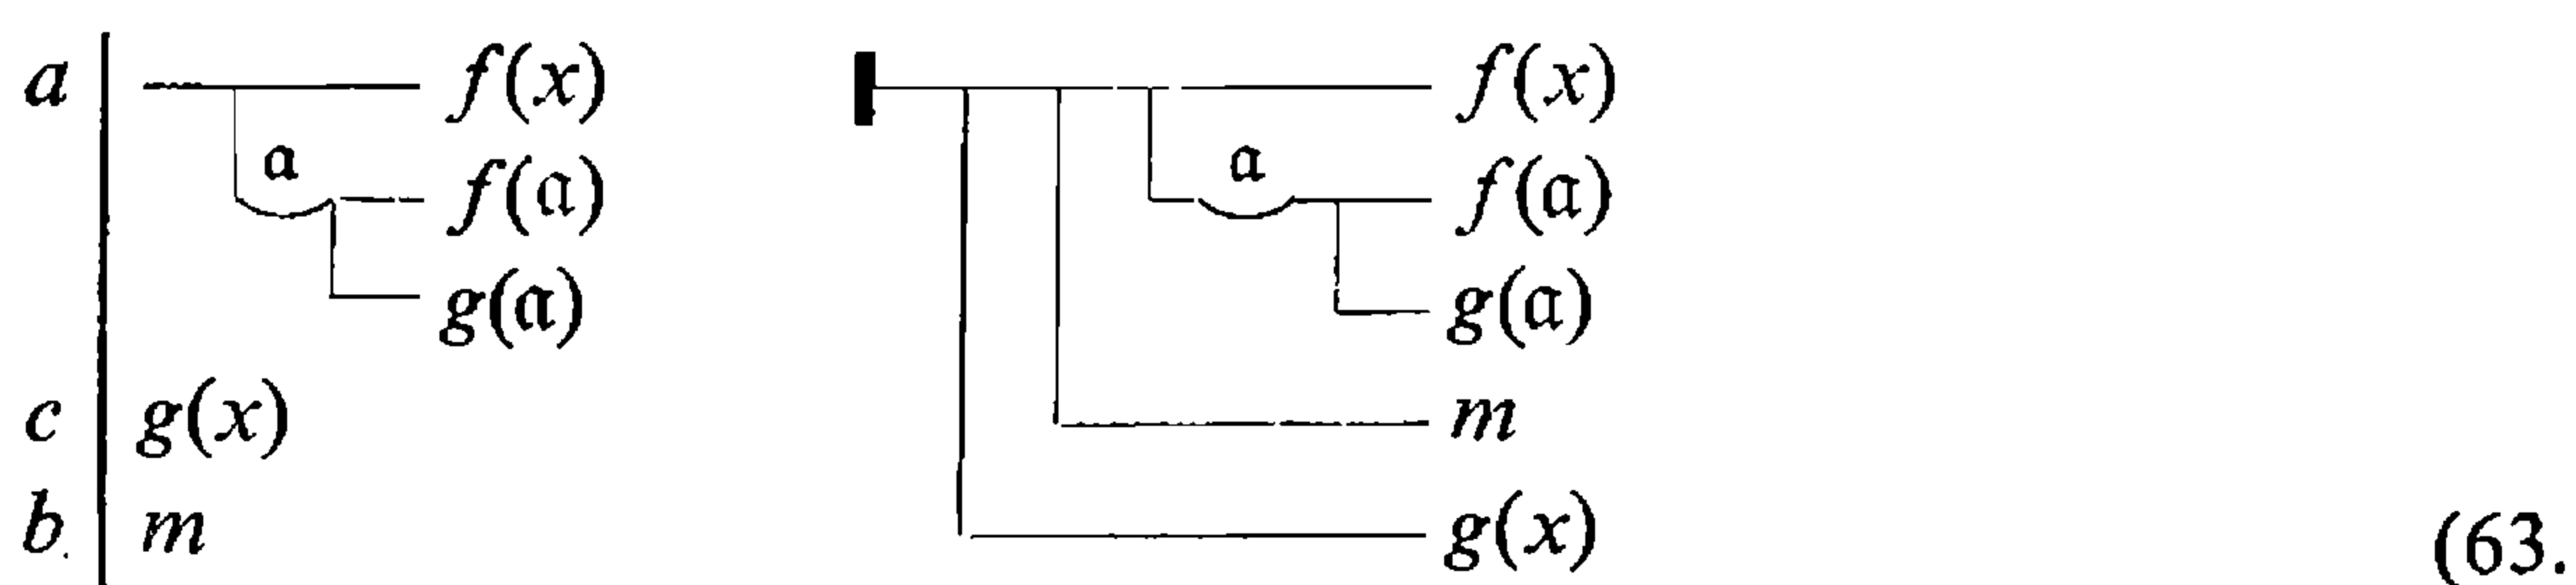 a f(x) f(x)
𝔞 𝔞
f(𝔞) f(𝔞)
g(𝔞) g(𝔞)
c g(x) m
b. m g(x) (63.